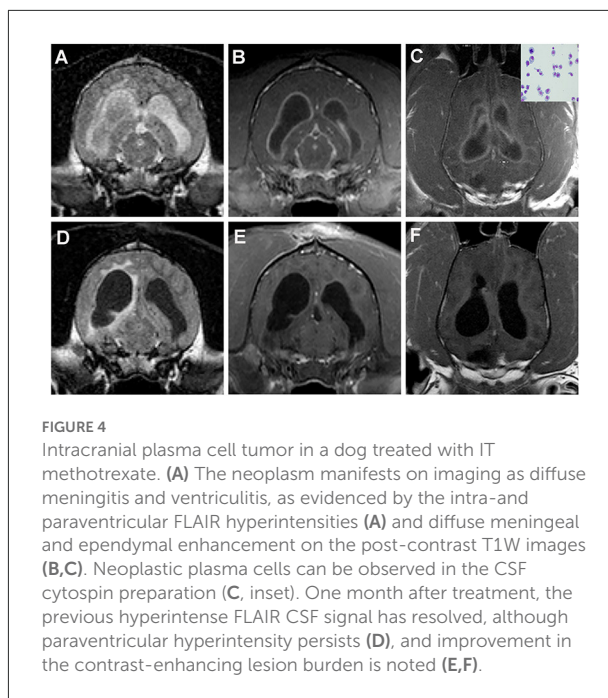 A
B
C
D
E
F
FIGURE 4
Intracranial plasma cell tumor in a dog treated with IT
methotrexate. (A) The neoplasm manifests on imaging as diffuse
meningitis and ventriculitis, as evidenced by the intra-and
paraventricular FLAIR hyperintensities (A) and diffuse meningeal
and ependymal enhancement on the post-contrast T1W images
(B,C). Neoplastic plasma cells can be observed in the CSF
cytospin preparation (C, inset). One month after treatment, the
previous hyperintense FLAIR CSF signal has resolved, although
paraventricular hyperintensity persists (D), and improvement in
the contrast-enhancing lesion burden is noted (E,F).